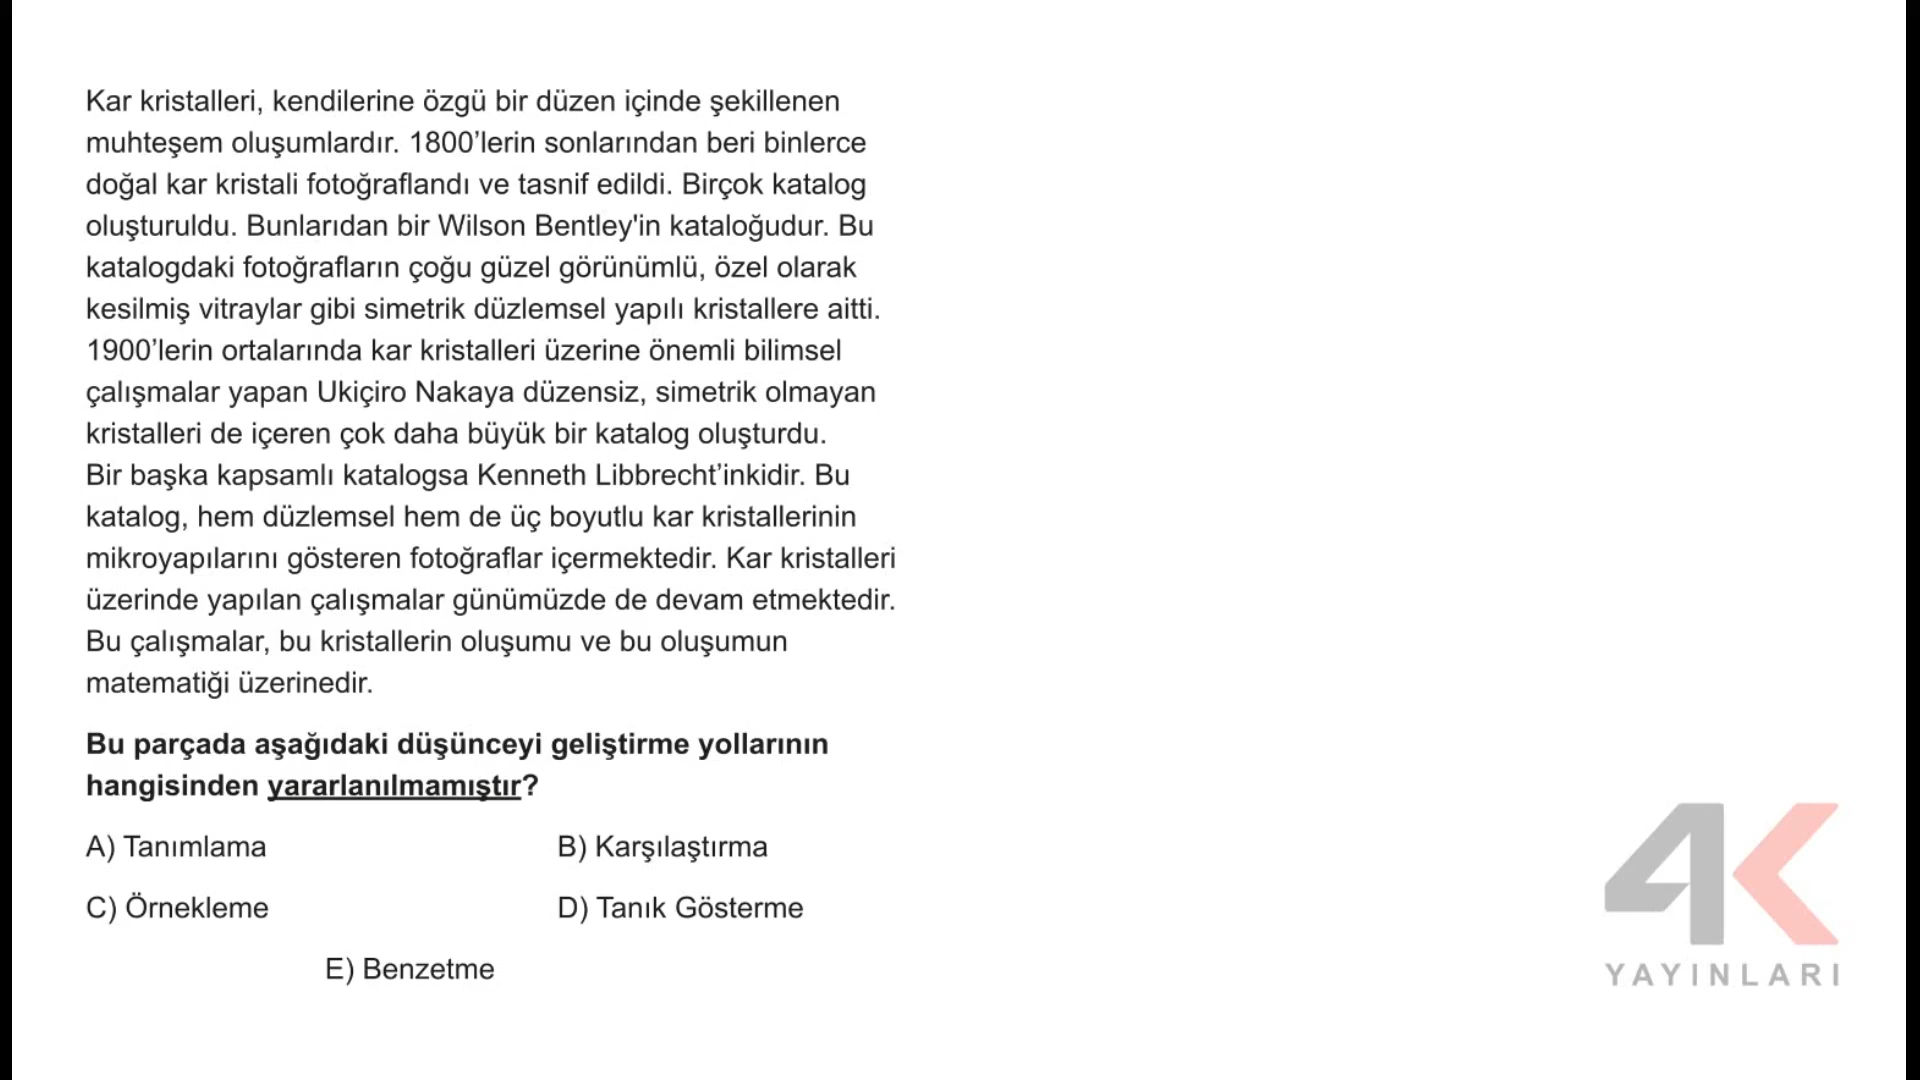 Kar kristalleri, kendilerine özgü bir düzen içinde şekillenen
muhteşem oluşumlardır. 1800’lerin sonlarından beri binlerce
doğal kar kristali fotoğraflandı ve tasnif edildi. Birçok katalog
oluşturuldu. Bunlarıdan bir Wilson Bentley'in kataloğudur. Bu
katalogdaki fotoğrafların çoğu güzel görünümlü, özel olarak
kesilmiş vitraylar gibi simetrik düzlemsel yapılı kristallere aitti.
1900’lerin ortalarında kar kristalleri üzerine önemli bilimsel
çalışmalar yapan Ukiçiro Nakaya düzensiz, simetrik olmayan
kristalleri de içeren çok daha büyük bir katalog oluşturdu.
Bir başka kapsamlı katalogsa Kenneth Libbrecht’inkidir. Bu
katalog, hem düzlemsel hem de üç boyutlu kar kristallerinin
mikroyapılarını gösteren fotoğraflar içermektedir. Kar kristalleri
üzerinde yapılan çalışmalar günümüzde de devam etmektedir.
Bu çalışmalar, bu kristallerin oluşumu ve bu oluşumun
matematiği üzerinedir.
Bu parçada aşağıdaki düşünceyi geliştirme yollarının
hangisinden yararlanılmamıştır?
A) Tanımlama
B) Karşılaştırma
C) Örnekleme
D) Tanık Gösterme
E) Benzetme
4K
YAYINLARI